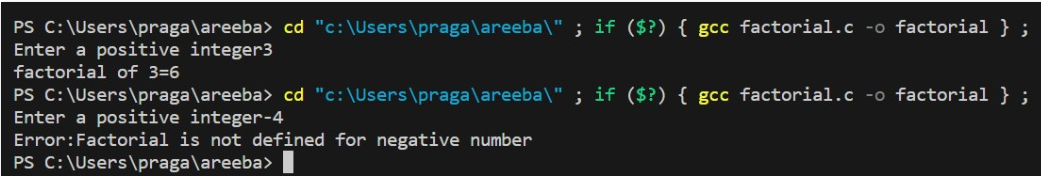 PS C:\Users\praga\areeba> cd "c:\Users\praga\areeba\" ; if ($?) { gcc factorial.c -o factorial } ;
Enter a positive integer3
factorial of 3=6
PS C:\Users\praga\areeba> cd "c:\Users\praga\areeba\" ; if ($?) { gcc factorial.c -o factorial } ;
Enter a positive integer-4
Error:Factorial is not defined for negative number
PS C:\Users\praga\areeba>